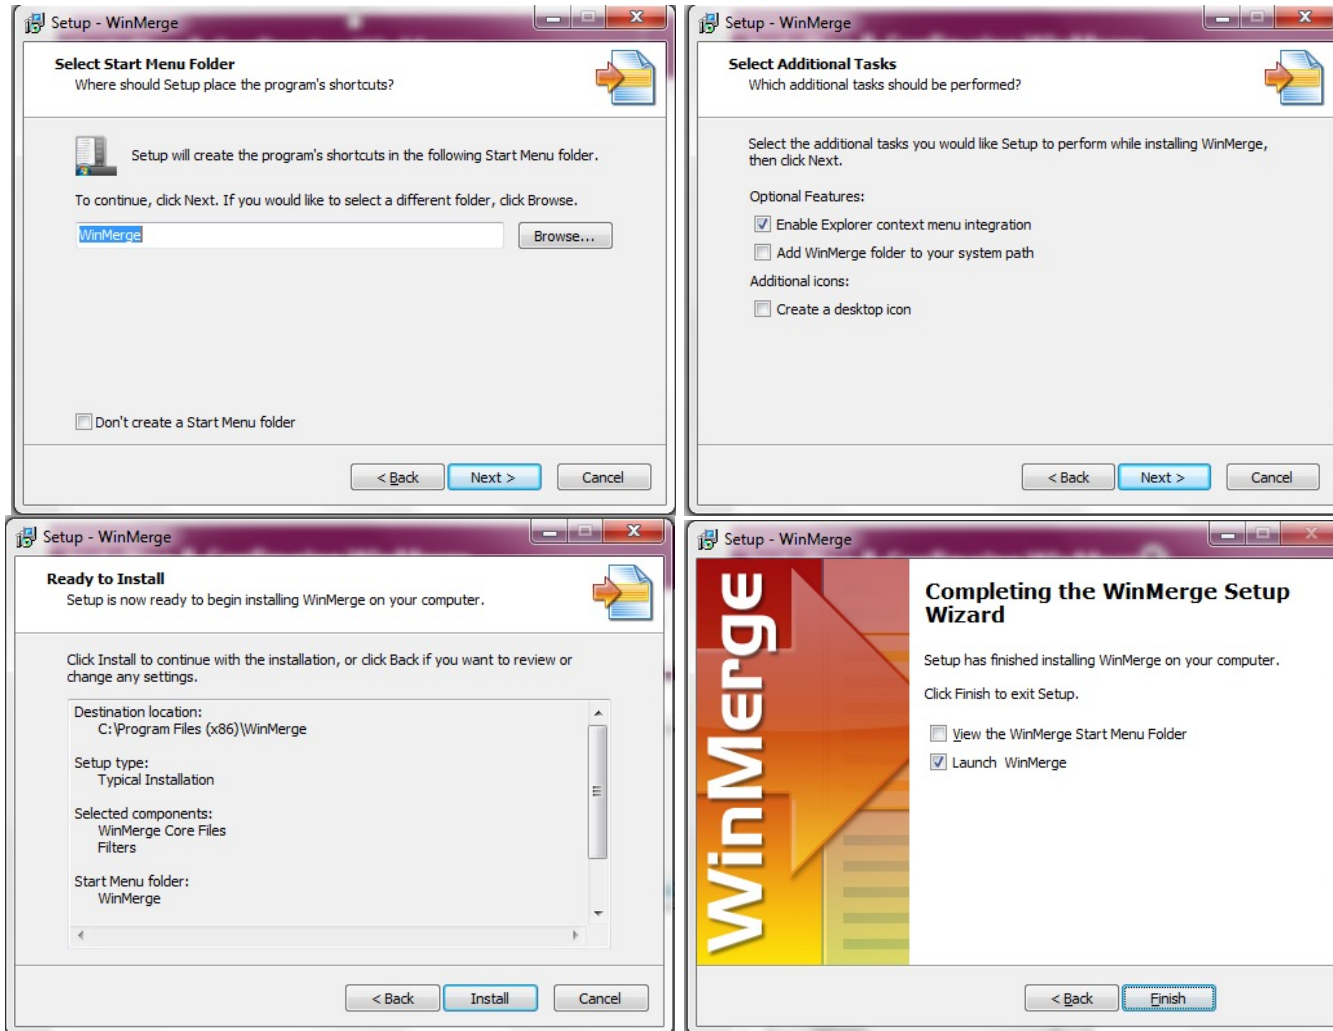 Setup - WinMerge
Select Start Menu Folder
Where should Setup place the program's shortcuts?
Setup will create the program's shortcuts in the following Start Menu folder.
To continue, click Next. If you would like to select a different folder, click Browse.
WinMerge
Browse...
Don't create a Start Menu folder
< Back
Next >
Cancel
Setup - WinMerge
Select Additional Tasks
Which additional tasks should be performed?
Select the additional tasks you would like Setup to perform while installing WinMerge,
then click Next.
Optional Features:
Enable Explorer context menu integration
Add WinMerge folder to your system path
Additional icons:
Create a desktop icon
< Back
Next >
Cancel
Setup - WinMerge
Ready to Install
Setup is now ready to begin installing WinMerge on your computer.
Click Install to continue with the installation, or click Back if you want to review or
change any settings.
Destination location:
C:\Program Files (x86)\WinMerge
Setup type:
Typical Installation
Selected components:
WinMerge Core Files
Filters
Start Menu folder:
WinMerge
< Back
Install
Cancel
Setup - WinMerge
WinMerge
Completing the WinMerge Setup
Wizard
Setup has finished installing WinMerge on your computer.
Click Finish to exit Setup.
View the WinMerge Start Menu Folder
Launch WinMerge
< Back
Finish